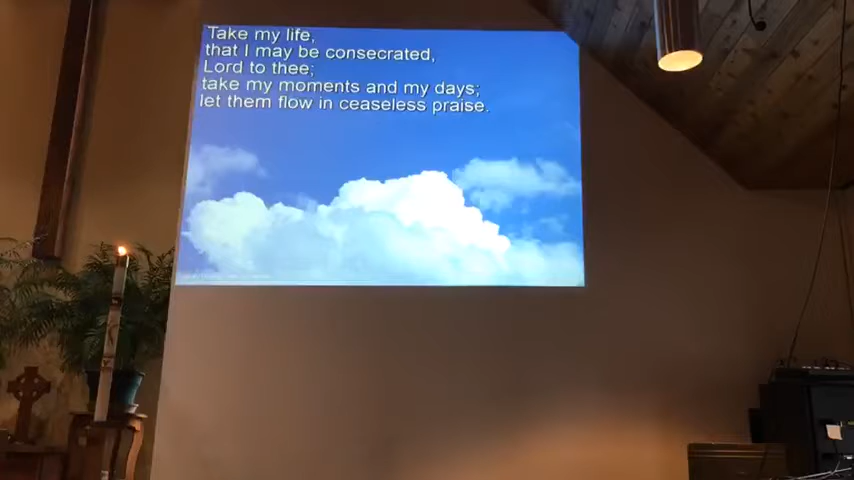 Take my life,
that I may be consecrated,
Lord to thee;
take my moments and my days;
let them flow in ceaseless praise.